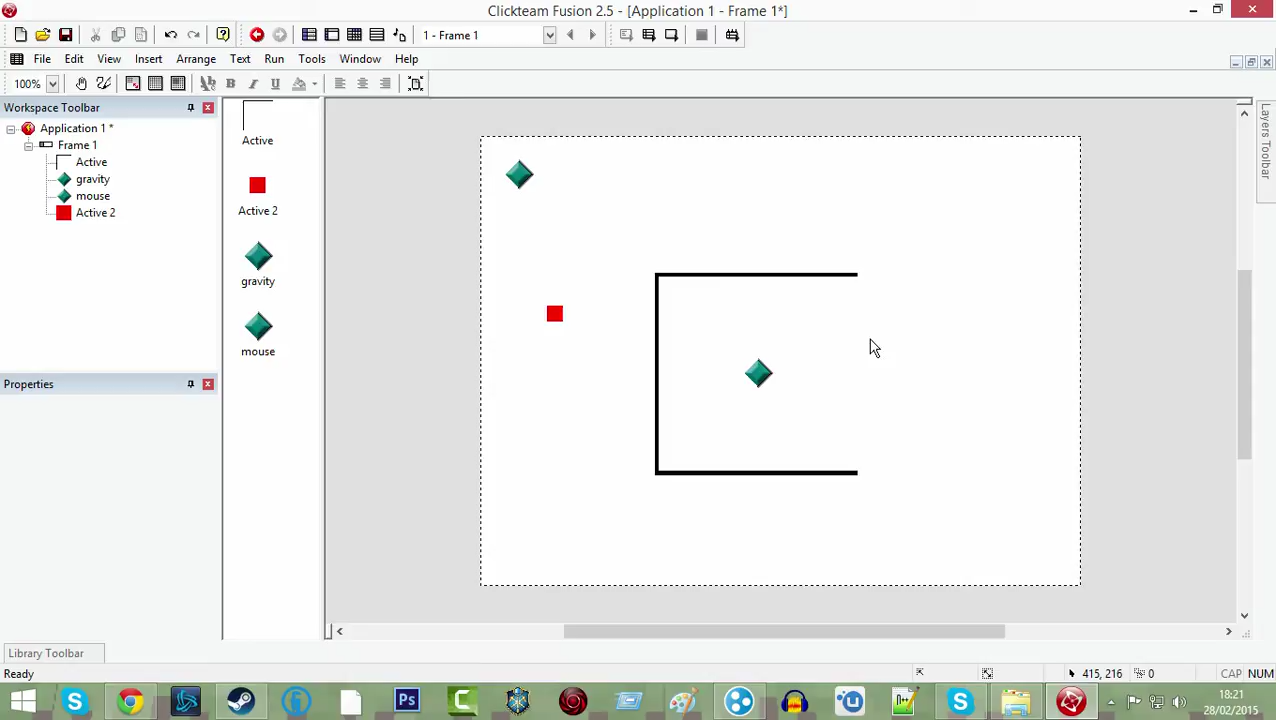 Clickteam Fusion 2.5 - [Application 1 - Frame 1*]
1 - Frame 1
File Edit View Insert Arrange Text Run Tools Window Help
100% B I U
Workspace Toolbar
Application 1 *
Frame 1
Active
gravity
mouse
Active 2
Properties
Library Toolbar
Active
Active 2
gravity
mouse
Layers Toolbar
Ready
415, 216
0
CAP
NUM
Ps
18:21
28/02/2015